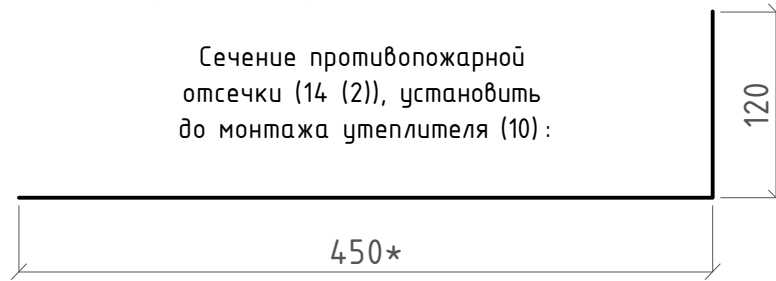 Сечение противопожарной
отсечки (14 (2)), установить
до монтажа утеплителя (10):
120
450*